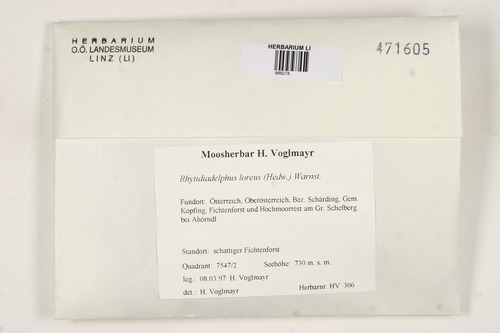 HERBARIUM
O.Ö. LANDESMUSEUM
LINZ (LI)
HERBARIUM LI
471605
Moosherbar H. Voglmayr
Rhytidiadelphus loreus (Hedw.) Warnst.
Fundort: Österreich, Oberösterreich, Bez. Schärding, Gem.
Kopfing, Fichtenforst und Hochmoorrest am Gr. Schefberg
bei Ahörndl
Standort: schattiger Fichtenforst
Quadrant: 7547/2 Seehöhe: 730 m. s. m.
leg.: 08.03.97 H. Voglmayr
det.: H. Voglmayr Herbarnr. HV 306